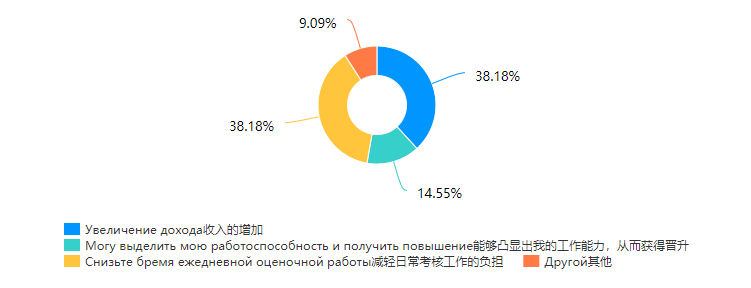 9.09%
38.18%
38.18%
14.55%
Увеличение дохода收入的增加
Могу выделить мою работоспособность и получить повышение能够凸显出我的工作能力，从而获得晋升
Снизьте бремя ежедневной оценочной работы减轻日常考核工作的负担 Другой其他